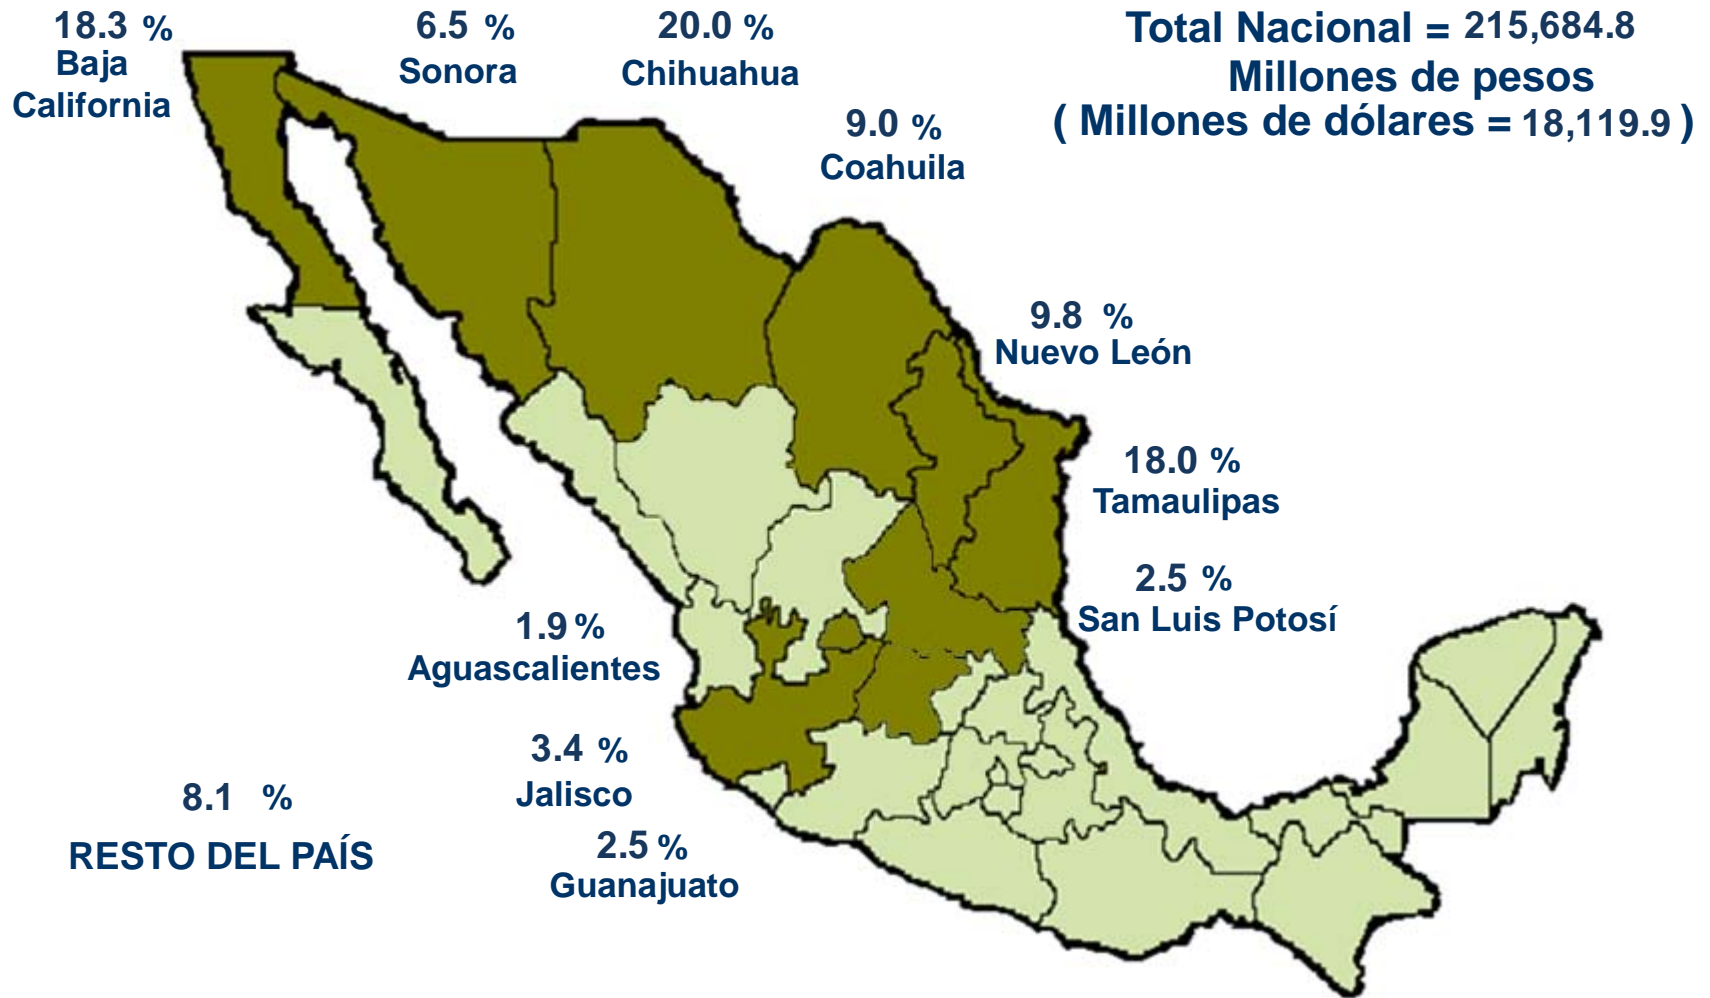 18.3 %
Baja
California
6.5 %
Sonora
20.0 %
Chihuahua
Total Nacional = 215,684.8
Millones de pesos
( Millones de dólares = 18,119.9 )
9.0 %
Coahuila
9.8 %
Nuevo León
18.0 %
Tamaulipas
2.5 %
San Luis Potosí
1.9 %
Aguascalientes
3.4 %
Jalisco
8.1 %
RESTO DEL PAÍS
2.5 %
Guanajuato